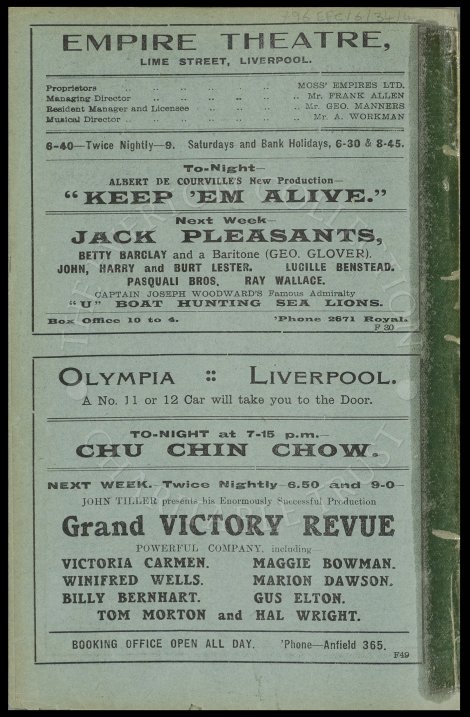 EMPIRE THEATRE,
LIME STREET, LIVERPOOL.
Proprietors .. .. .. .. .. MOSS' EMPIRES LTD.
Managing Director .. .. .. .. Mr. FRANK ALLEN
Resident Manager and Licensee .. .. .. Mr. GEO. MANNERS
Musical Director .. .. .. .. .. Mr. A. WORKMAN
6-40—Twice Nightly—9. Saturdays and Bank Holidays, 6-30 & 8-45.
To-Night—
ALBERT DE COURVILLE'S New Production—
"KEEP 'EM ALIVE."
Next Week—
JACK PLEASANTS,
BETTY BARCLAY and a Baritone (GEO. GLOVER).
JOHN, HARRY and BURT LESTER. LUCILLE BENSTEAD.
PASQUALI BROS. RAY WALLACE.
CAPTAIN JOSEPH WOODWARD'S Famous Admiralty
"U" BOAT HUNTING SEA LIONS.
Box Office 10 to 4. 'Phone 2671 Royal.
F 30
OLYMPIA :: LIVERPOOL.
A No. 11 or 12 Car will take you to the Door.
TO-NIGHT at 7-15 p.m.—
CHU CHIN CHOW.
NEXT WEEK.—Twice Nightly—6.50 and 9-0—
JOHN TILLER presents his Enormously Successful Production
Grand VICTORY REVUE
POWERFUL COMPANY, including—
VICTORIA CARMEN. MAGGIE BOWMAN.
WINIFRED WELLS. MARION DAWSON.
BILLY BERNHART. GUS ELTON.
TOM MORTON and HAL WRIGHT.
BOOKING OFFICE OPEN ALL DAY. 'Phone—Anfield 365.
F49